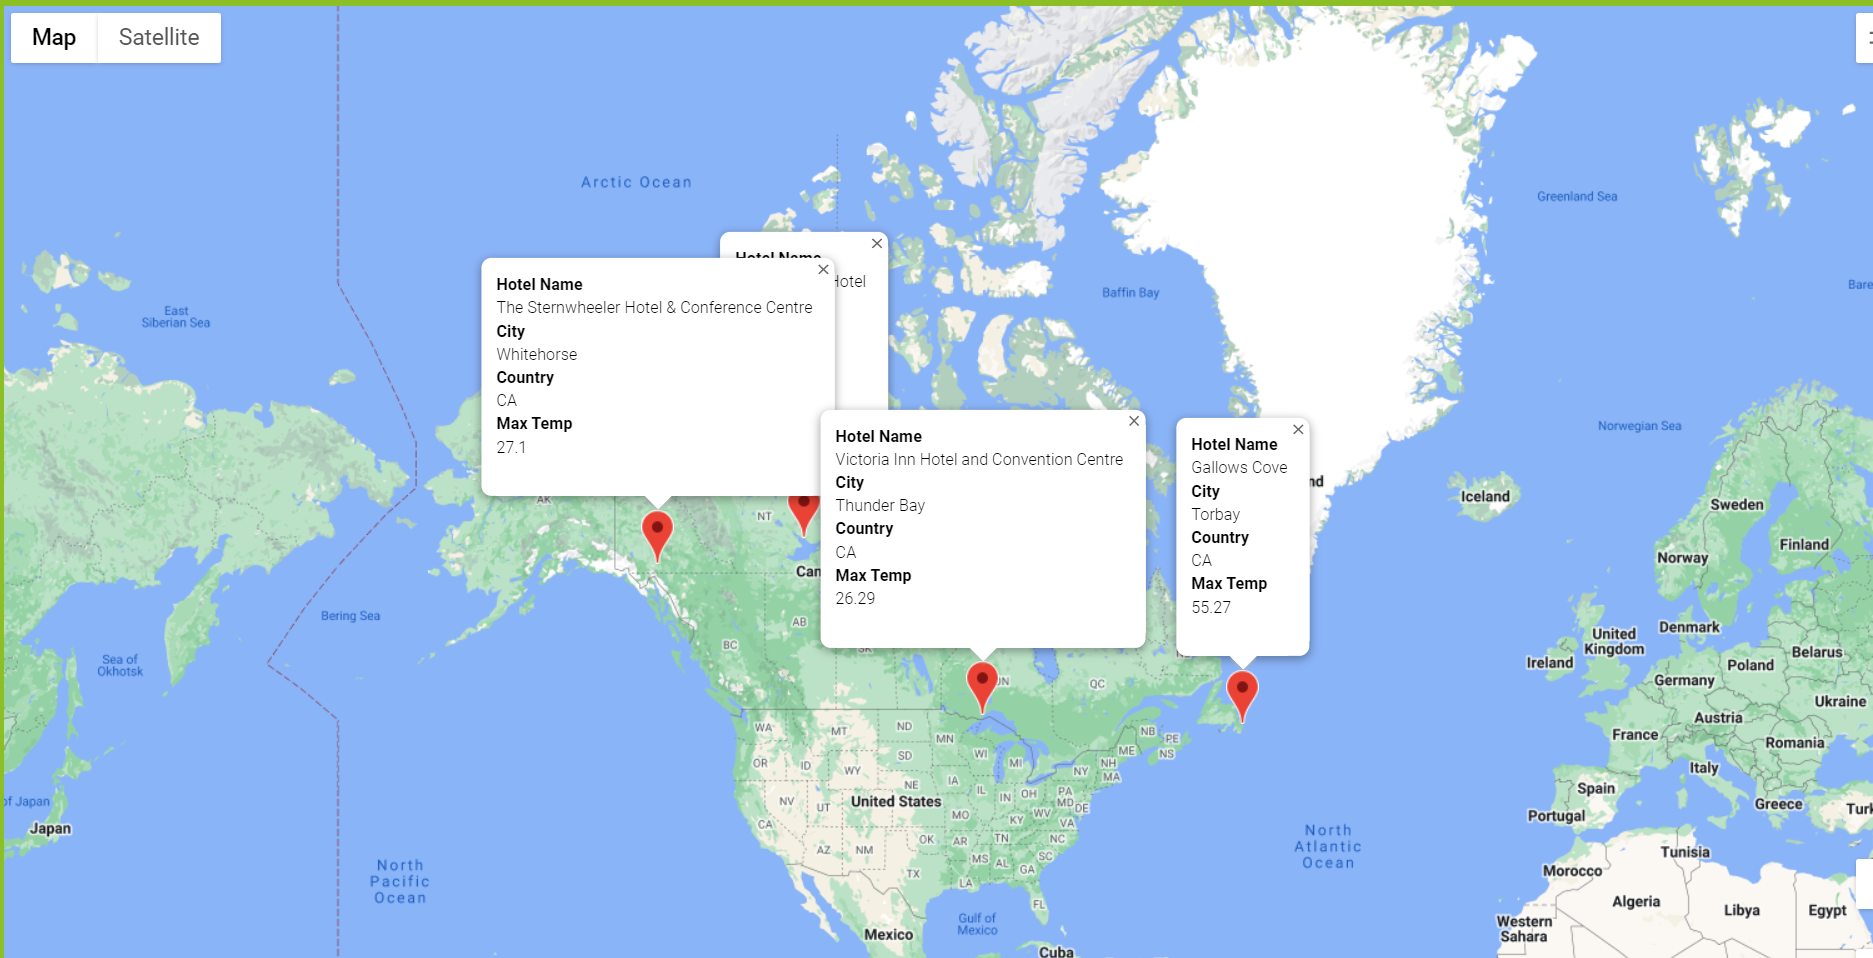 Map
Satellite
Arctic Ocean
Greenland Sea
Hotel Name
Hotel
Hotel Name
The Sternwheeler Hotel & Conference Centre
City
Whitehorse
Country
CA
Max Temp
27.1
Baffin Bay
East
Siberian Sea
Hotel Name
Victoria Inn Hotel and Convention Centre
City
Thunder Bay
Country
CA
Max Temp
26.29
Hotel Name
Gallows Cove
City
Torbay
Country
CA
Max Temp
55.27
Norwegian Sea
Iceland
Sweden
Norway
Finland
AK
NT
Bering Sea
Sea of
Okhotsk
AB
BC
SK
ON
QC
Denmark
United
Kingdom
Ireland
Belarus
Poland
Germany
Ukraine
Austria
France
Romania
Italy
Spain
Portugal
Greece
WA
MT
ND
MN
NB
PE
NS
ME
OR
ID
SD
WI
MI
NH
MA
NY
WY
NE
IA
IL
IN
OH
PA
MD
DE
NV
UT
United States
MO
KY
WV
VA
CA
OK
AR
TN
NC
AZ
NM
MS
AL
SC
GA
TX
LA
FL
of Japan
Japan
North
Pacific
Ocean
North
Atlantic
Ocean
Gulf of
Mexico
Mexico
Cuba
Tunisia
Morocco
Algeria
Libya
Egypt
Western
Sahara